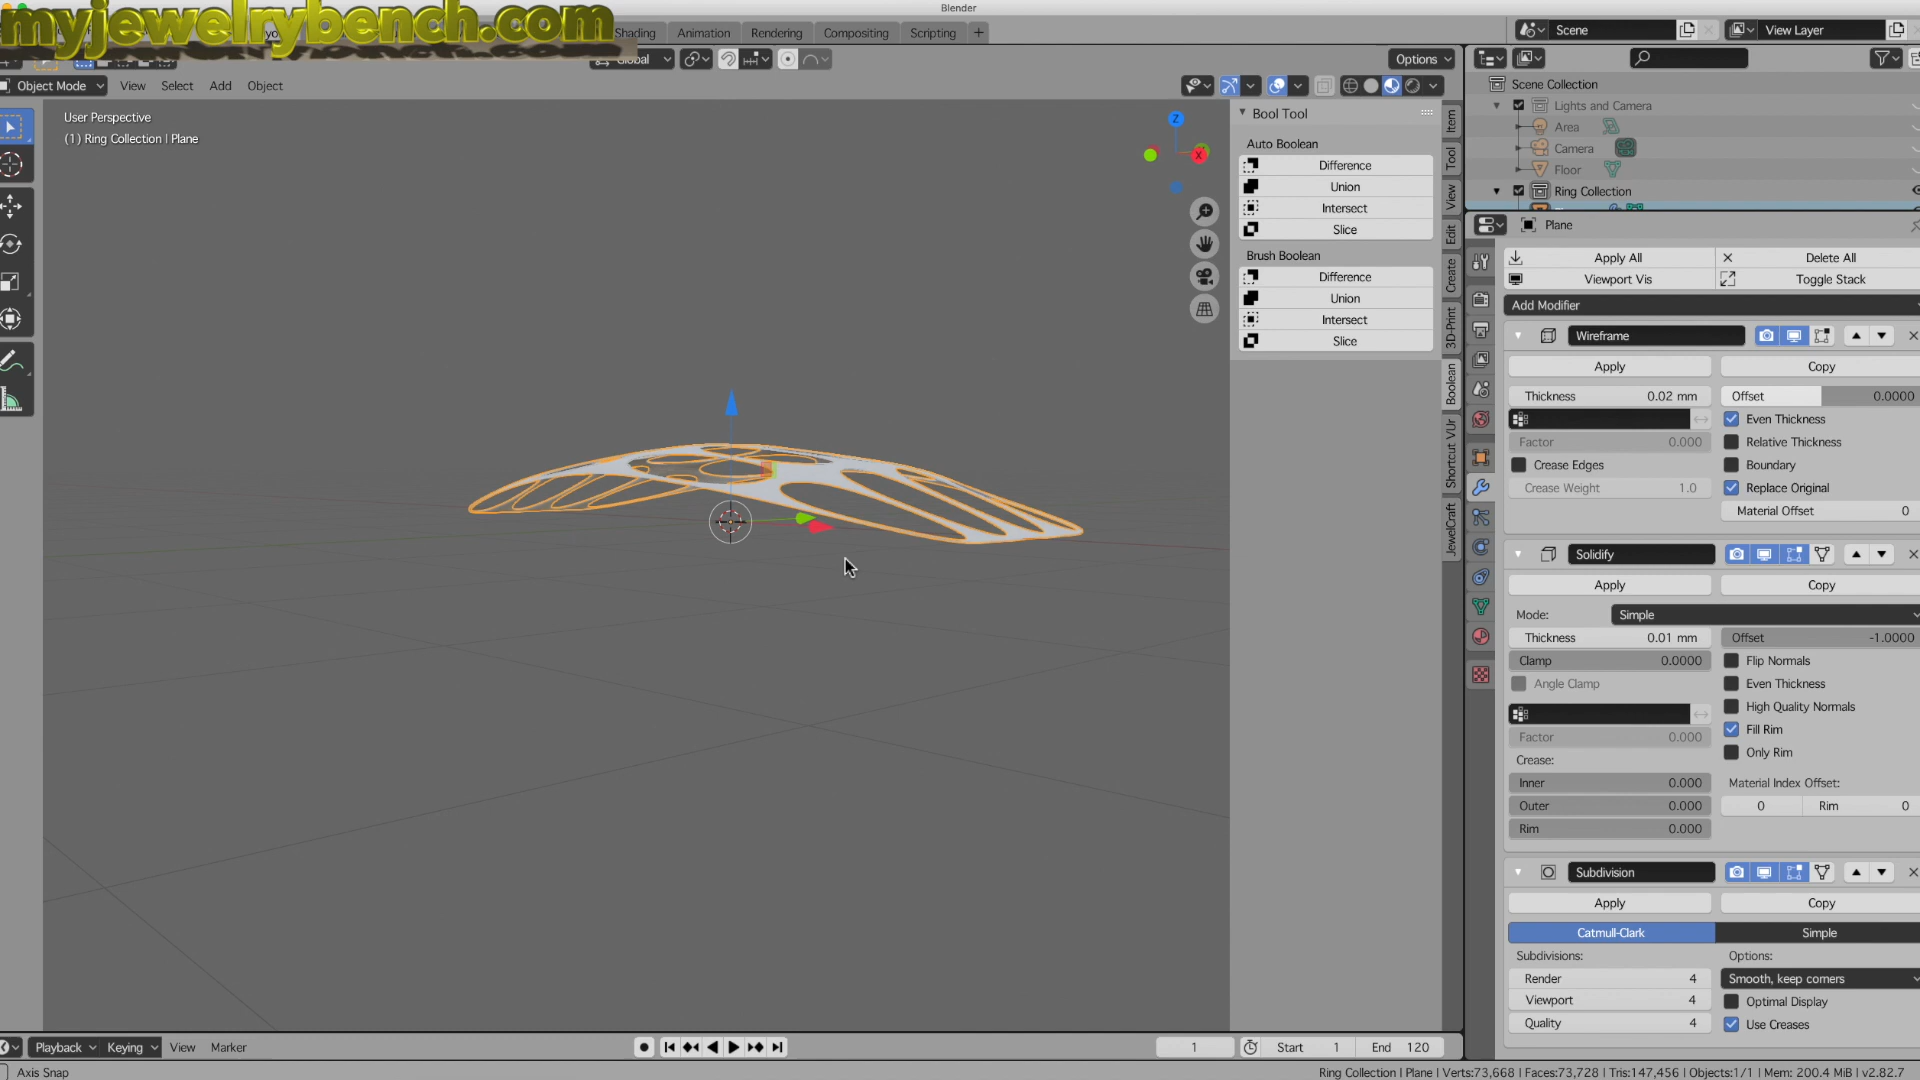 Blender
myjewelrybench.com
Shading Animation Rendering Compositing Scripting +
Scene View Layer
Global Options
Object Mode View Select Add Object
User Perspective
(1) Ring Collection | Plane
Z
X
Bool Tool
Auto Boolean
Difference
Union
Intersect
Slice
Brush Boolean
Difference
Union
Intersect
Slice
Item
Tool
View
Edit
Create
3D-Print
Boolean
Shortcut VUr
JewelCraft
Scene Collection
Lights and Camera
Area
Camera
Floor
Ring Collection
Plane
Apply All Delete All
Viewport Vis Toggle Stack
Add Modifier
Wireframe
Apply Copy
Thickness 0.02 mm Offset 0.0000
Even Thickness
Factor 0.000 Relative Thickness
Crease Edges Boundary
Crease Weight 1.0 Replace Original
Material Offset 0
Solidify
Apply Copy
Mode: Simple
Thickness 0.01 mm Offset -1.0000
Clamp 0.0000 Flip Normals
Angle Clamp Even Thickness
High Quality Normals
Factor 0.000 Fill Rim
Only Rim
Crease:
Inner 0.000 Material Index Offset:
Outer 0.000 0 Rim 0
Rim 0.000
Subdivision
Apply Copy
Catmull-Clark Simple
Subdivisions: Options:
Render 4 Smooth, keep corners
Viewport 4 Optimal Display
Quality 4 Use Creases
Playback Keying View Marker 1 Start 1 End 120
Axis Snap
Ring Collection | Plane | Verts:73,668 | Faces:73,728 | Tris:147,456 | Objects:1/1 | Mem: 200.4 MiB | v2.82.7